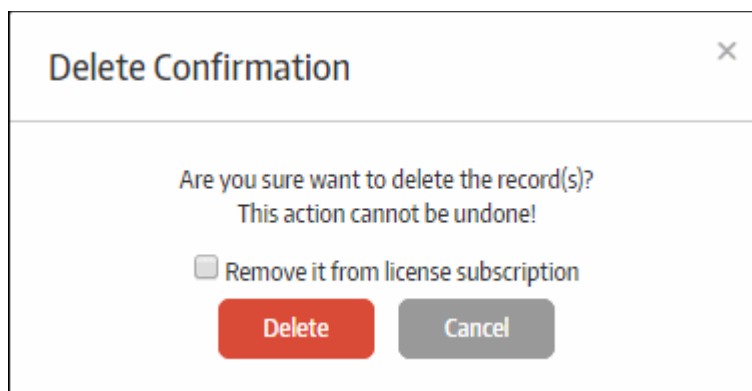 Delete Confirmation
×
Are you sure want to delete the record(s)?
This action cannot be undone!
Remove it from license subscription
Delete
Cancel